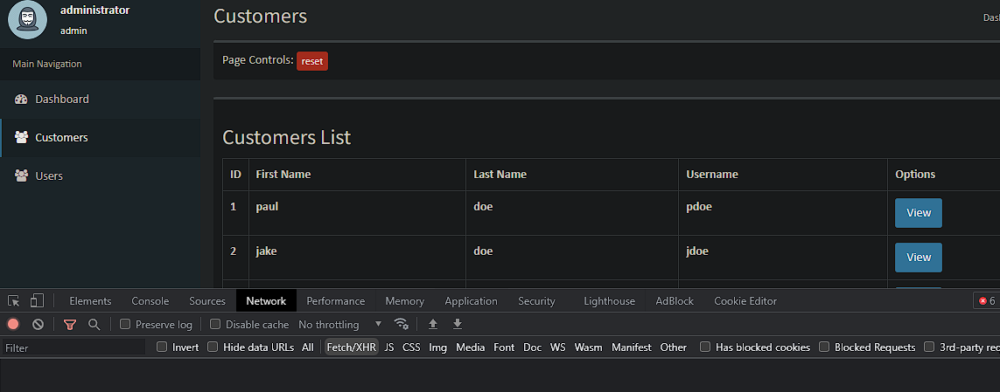 administrator
admin
Main Navigation
Dashboard
Customers
Users
Customers
Page Controls: reset
Customers List
ID First Name Last Name Username Options
1 paul doe pdoe View
2 jake doe jdoe View
Elements Console Sources Network Performance Memory Application Security Lighthouse AdBlock Cookie Editor 6
Preserve log Disable cache No throttling
Filter Invert Hide data URLs All Fetch/XHR JS CSS Img Media Font Doc WS Wasm Manifest Other Has blocked cookies Blocked Requests 3rd-party